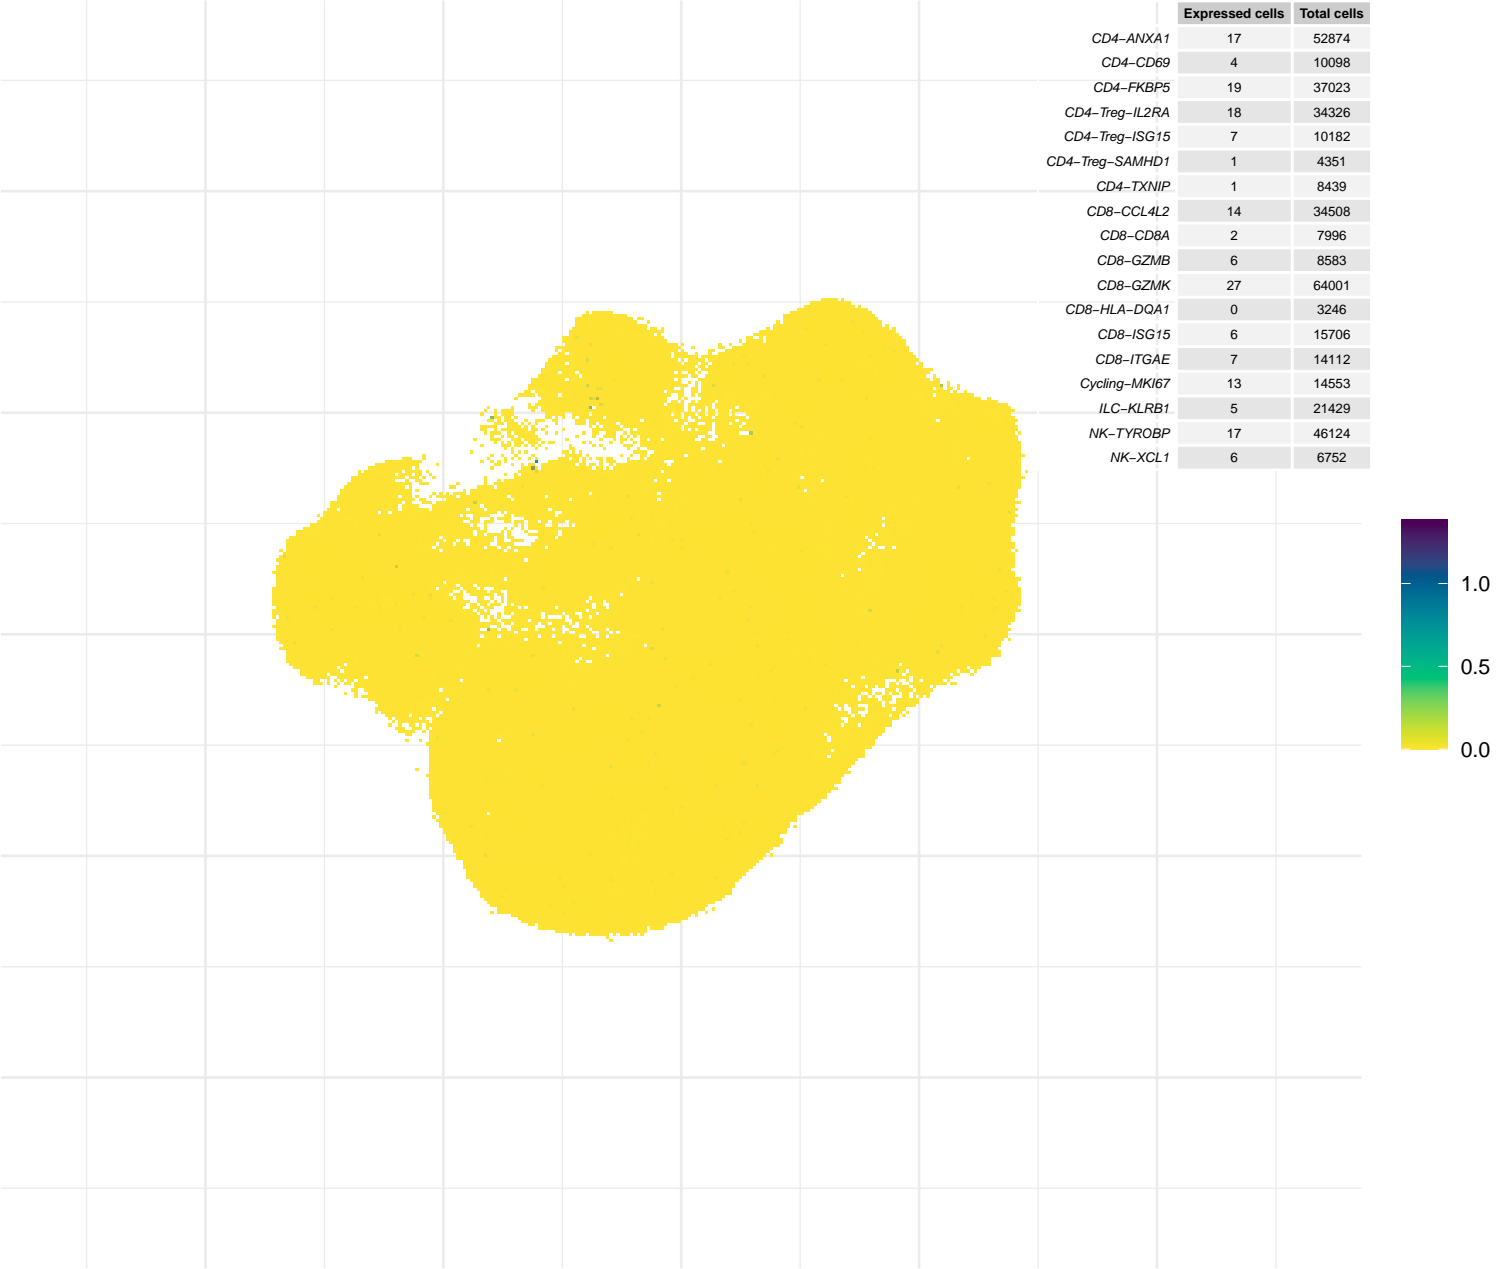 Expressed cells Total cells
CD4−ANXA1 17 52874
CD4−CD69 4 10098
CD4−FKBP5 19 37023
CD4−Treg−IL2RA 18 34326
CD4−Treg−ISG15 7 10182
CD4−Treg−SAMHD1 1 4351
CD4−TXNIP 1 8439
CD8−CCL4L2 14 34508
CD8−CD8A 2 7996
CD8−GZMB 6 8583
CD8−GZMK 27 64001
CD8−HLA−DQA1 0 3246
CD8−ISG15 6 15706
CD8−ITGAE 7 14112
Cycling−MKI67 13 14553
ILC−KLRB1 5 21429
NK−TYROBP 17 46124
NK−XCL1 6 6752
1.0
0.5
0.0